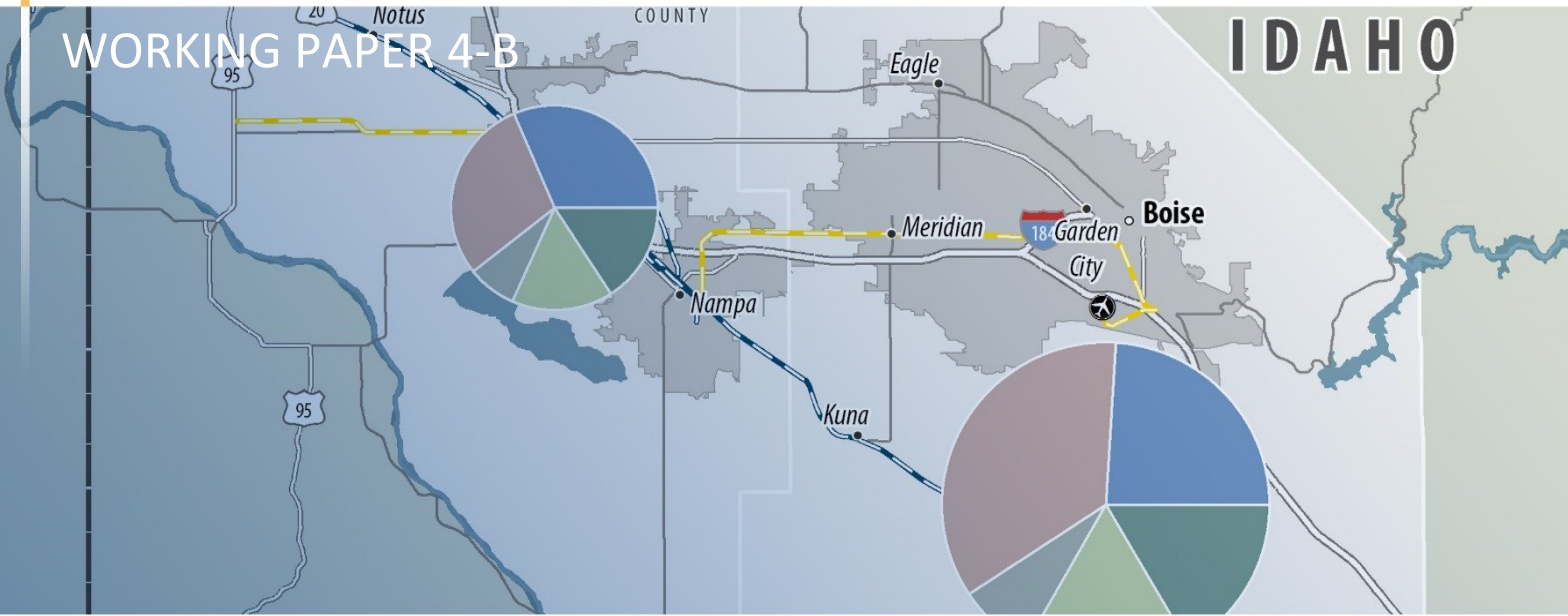 20
Notus
COUNTY
IDAHO
WORKING PAPER 4-B
95
Eagle
Boise
Meridian
184
Garden
City
Nampa
95
Kuna